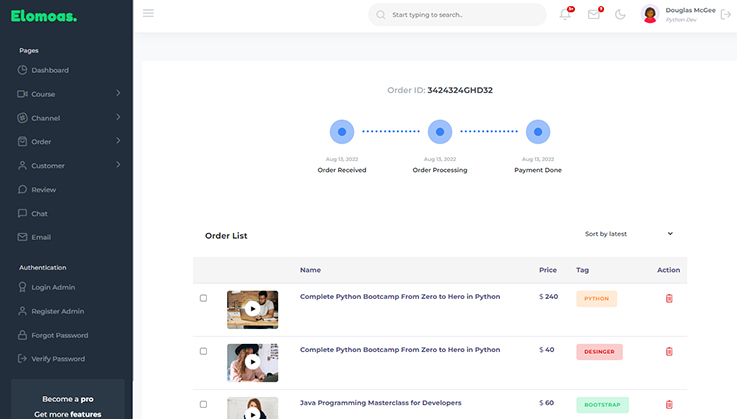 Elomoas.
Start typing to search..
9+
Douglas McGee
Python Dev
Pages
Dashboard
Course
Channel
Order
Customer
Review
Chat
Email
Authentication
Login Admin
Register Admin
Forgot Password
Verify Password
Become a pro
Get more features
Order ID: 3424324GHD32
Aug 13, 2022
Aug 13, 2022
Aug 13, 2022
Order Received
Order Processing
Payment Done
Order List
Sort by latest
Name Price Tag Action
Complete Python Bootcamp From Zero to Hero in Python $ 240 PYTHON
Complete Python Bootcamp From Zero to Hero in Python $ 40 DESINGER
Java Programming Masterclass for Developers $ 60 BOOTSTRAP